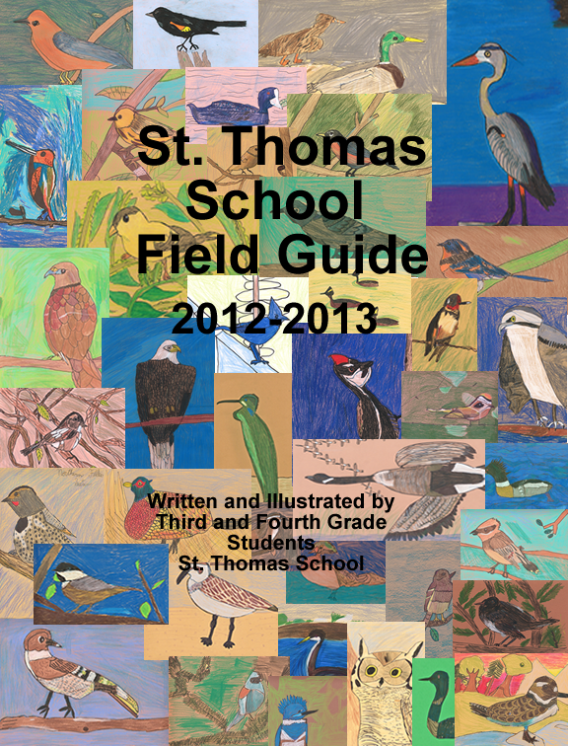 St. Thomas
School
Field Guide
2012-2013
Written and Illustrated by
Third and Fourth Grade
Students
St. Thomas School